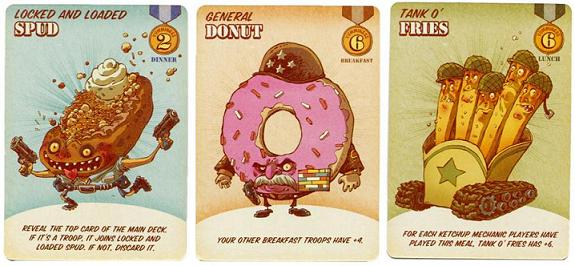 LOCKED AND LOADED
SPUD
2
DINNER
REVEAL THE TOP CARD OF THE MAIN DECK.
IF IT'S A TROOP, IT JOINS LOCKED AND
LOADED SPUD. IF NOT, DISCARD IT.
GENERAL
DONUT
6
BREAKFAST
YOUR OTHER BREAKFAST TROOPS HAVE +4.
TANK O'
FRIES
6
LUNCH
FOR EACH KETCHUP MECHANIC PLAYERS HAVE
PLAYED THIS MEAL, TANK O' FRIES HAS +6.